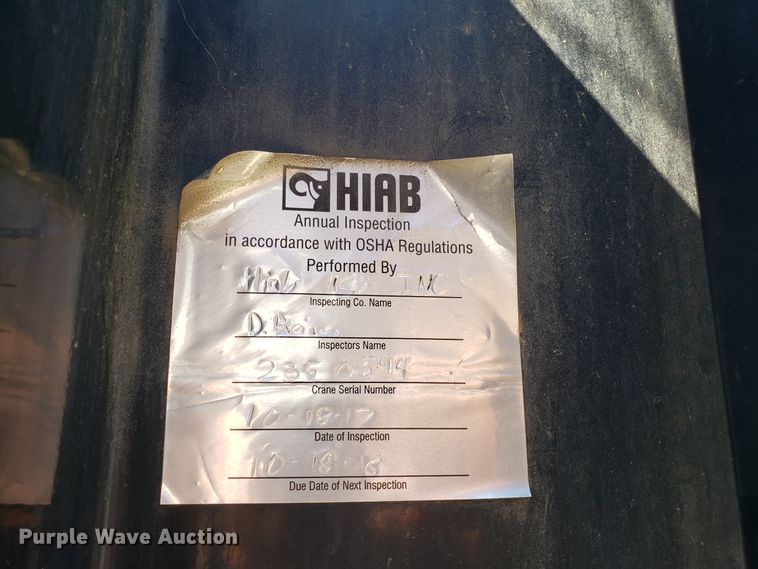 HIAB
Annual Inspection
in accordance with OSHA Regulations
Performed By
Hiab INC
Inspecting Co. Name
D.
Inspectors Name
Crane Serial Number
10-18-17
Date of Inspection
10-18-18
Due Date of Next Inspection
Purple Wave Auction